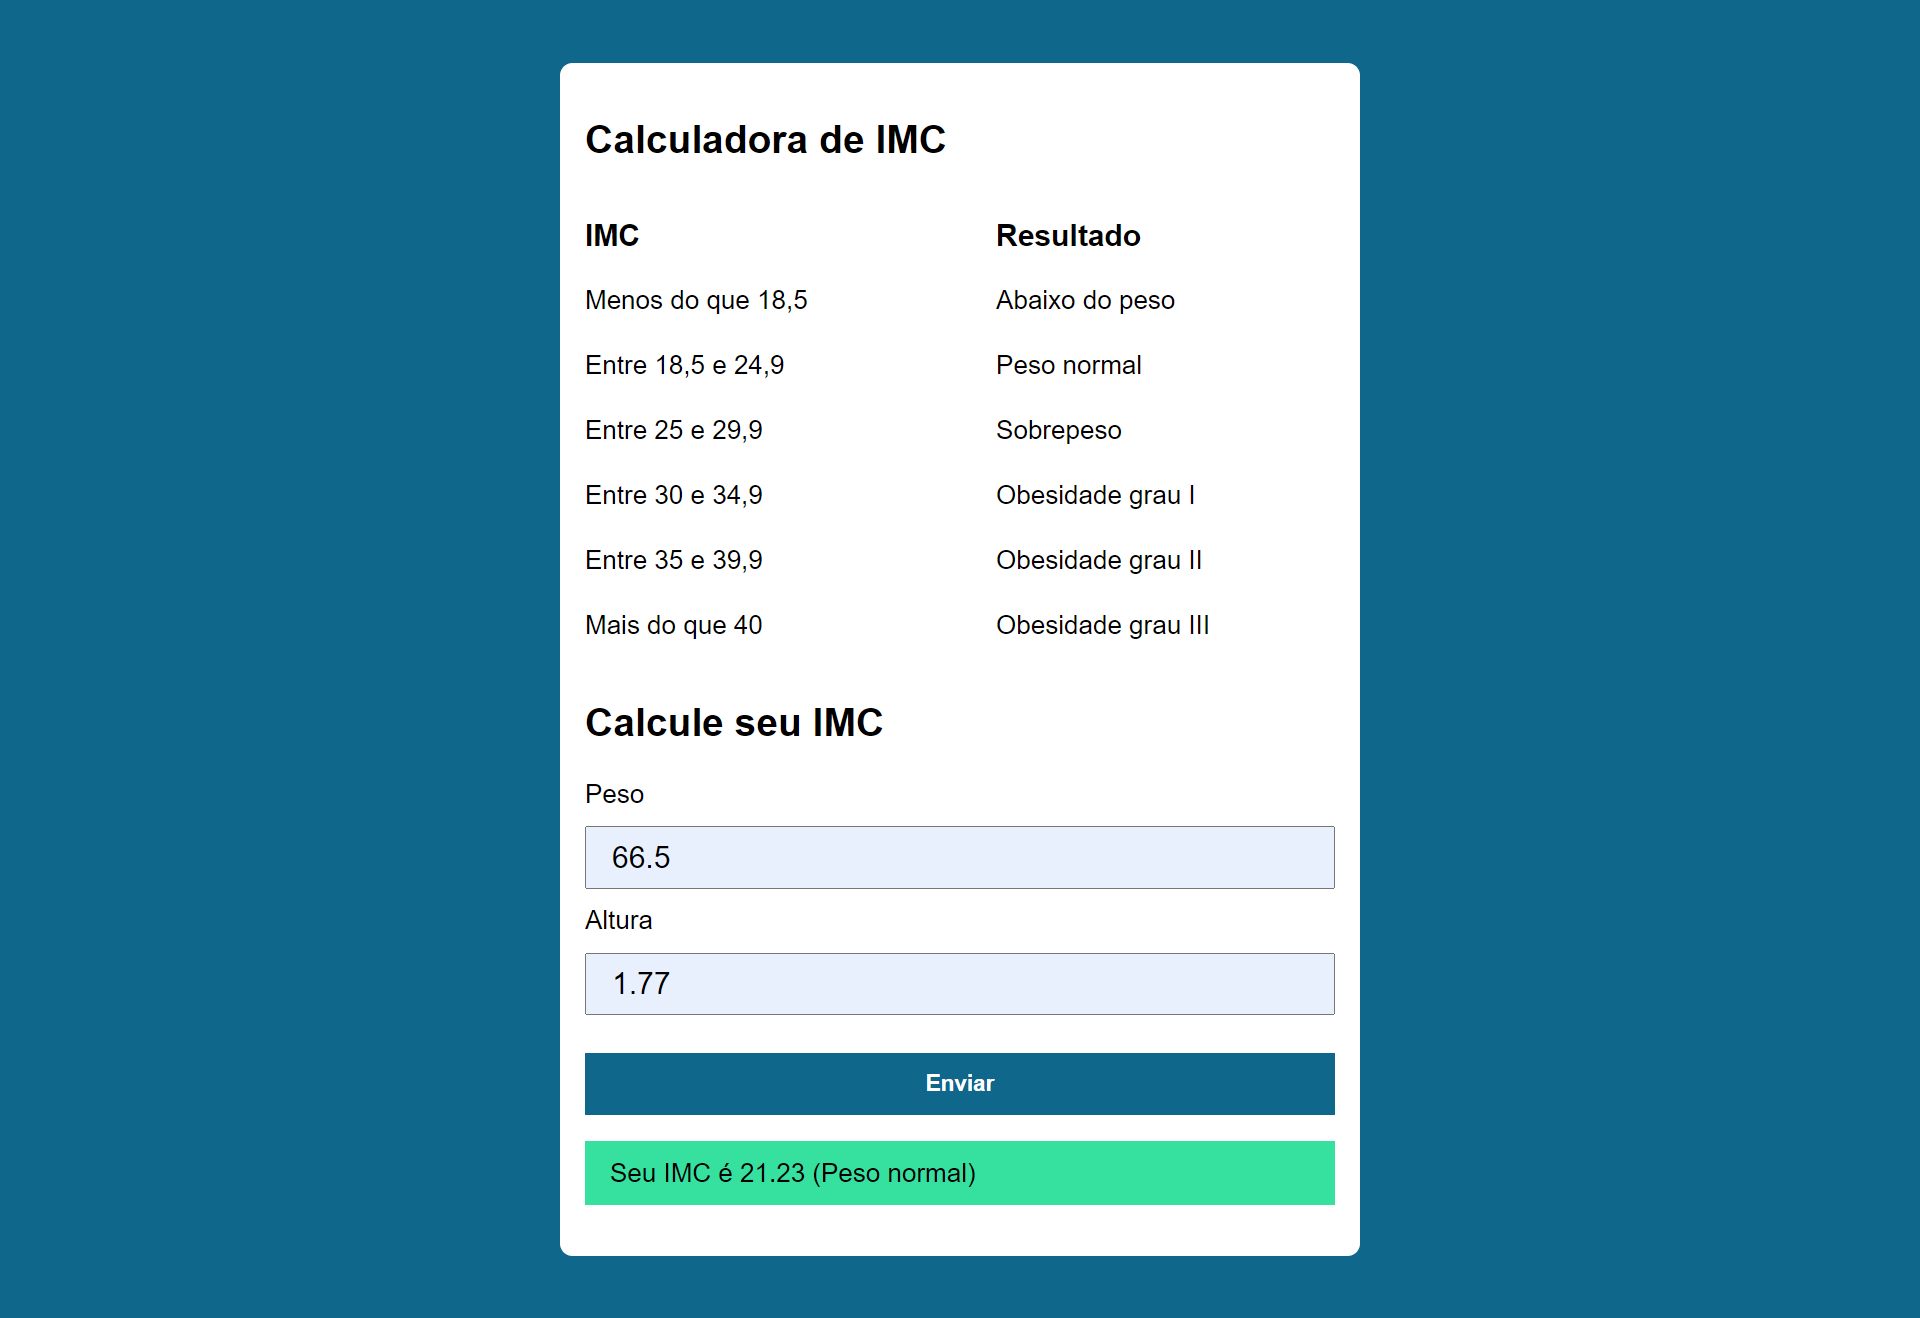 Calculadora de IMC
IMC Resultado
Menos do que 18,5 Abaixo do peso
Entre 18,5 e 24,9 Peso normal
Entre 25 e 29,9 Sobrepeso
Entre 30 e 34,9 Obesidade grau I
Entre 35 e 39,9 Obesidade grau II
Mais do que 40 Obesidade grau III
Calcule seu IMC
Peso
66.5
Altura
1.77
Enviar
Seu IMC é 21.23 (Peso normal)